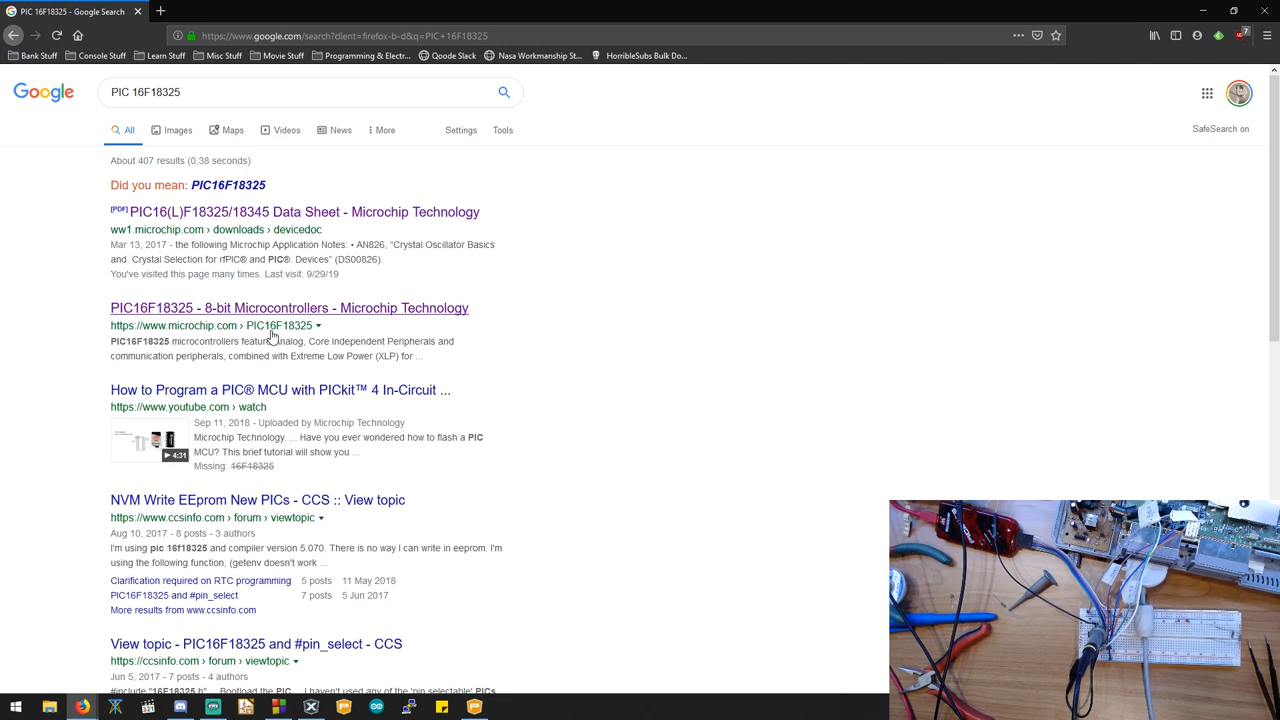 PIC 16F18325 - Google Search
https://www.google.com/search?client=firefox-b-d&q=PIC+16F18325
7
Bank Stuff Console Stuff Learn Stuff Misc Stuff Movie Stuff Programming & Electr... Qoode Slack Nasa Workmanship St... HorribleSubs Bulk Do...
Google
PIC 16F18325
All Images Maps Videos News More Settings Tools
SafeSearch on
About 407 results (0,38 seconds)
Did you mean: PIC16F18325
[PDF] PIC16(L)F18325/18345 Data Sheet - Microchip Technology
ww1.microchip.com › downloads › devicedoc
Mar 13, 2017 - the following Microchip Application Notes: • AN826, “Crystal Oscillator Basics
and. Crystal Selection for rfPIC® and PIC®. Devices” (DS00826).
You've visited this page many times. Last visit: 9/29/19
PIC16F18325 - 8-bit Microcontrollers - Microchip Technology
https://www.microchip.com › PIC16F18325
PIC16F18325 microcontrollers feature Analog, Core Independent Peripherals and
communication peripherals, combined with Extreme Low Power (XLP) for ...
How to Program a PIC® MCU with PICkit™ 4 In-Circuit ...
https://www.youtube.com › watch
Sep 11, 2018 - Uploaded by Microchip Technology
Microchip Technology. ... Have you ever wondered how to flash a PIC
MCU? This brief tutorial will show you ...
4:31
Missing: 16F18325
NVM Write EEprom New PICs - CCS :: View topic
https://www.ccsinfo.com › forum › viewtopic
Aug 10, 2017 - 8 posts - 3 authors
I'm using pic 16f18325 and compiler version 5.070. There is no way I can write in eeprom. I'm
using the following function, (getenv doesn't work ...
Clarification required on RTC programming 5 posts 11 May 2018
PIC16F18325 and #pin_select 7 posts 5 Jun 2017
More results from www.ccsinfo.com
View topic - PIC16F18325 and #pin_select - CCS
https://ccsinfo.com › forum › viewtopic
Jun 5, 2017 - 7 posts - 4 authors
#include "16F18325.h" ... Bootload the PIC ... I haven't used any of the 'pin selectable' PICs